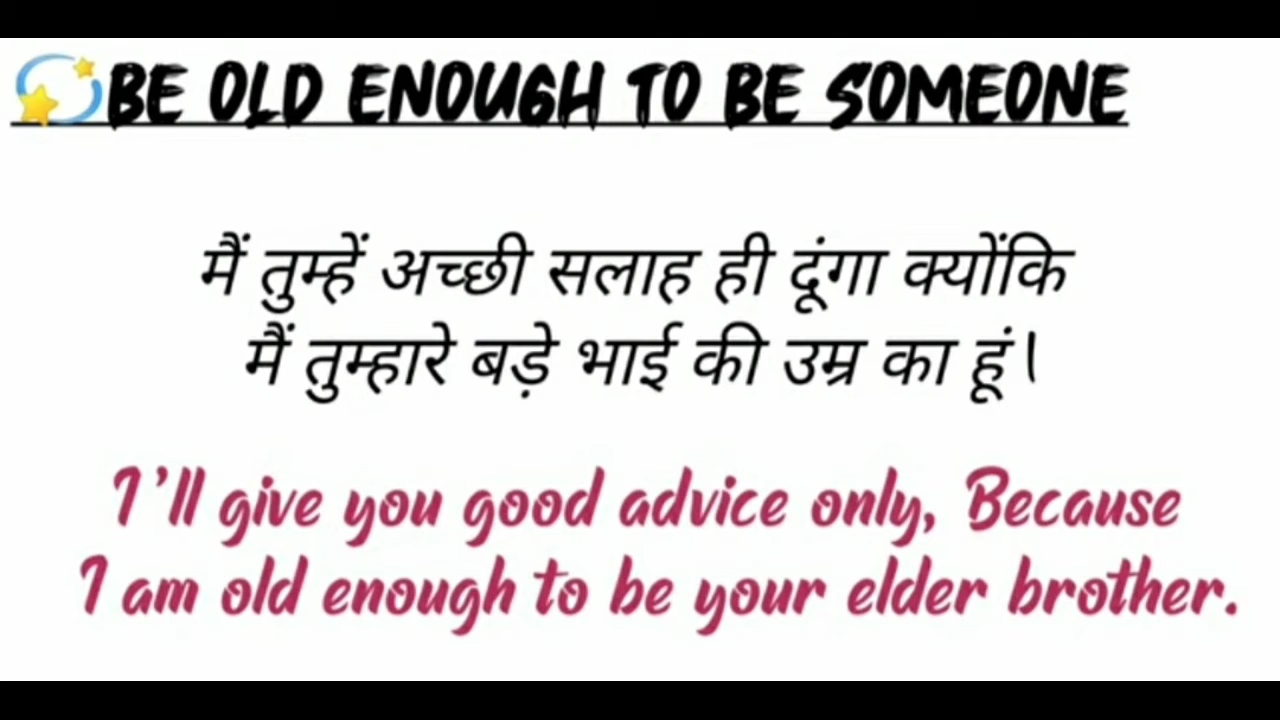 💫BE OLD ENOUGH TO BE SOMEONE
मैं तुम्हें अच्छी सलाह ही दूंगा क्योंकि
मैं तुम्हारे बड़े भाई की उम्र का हूं।
I'll give you good advice only, Because
I am old enough to be your elder brother.